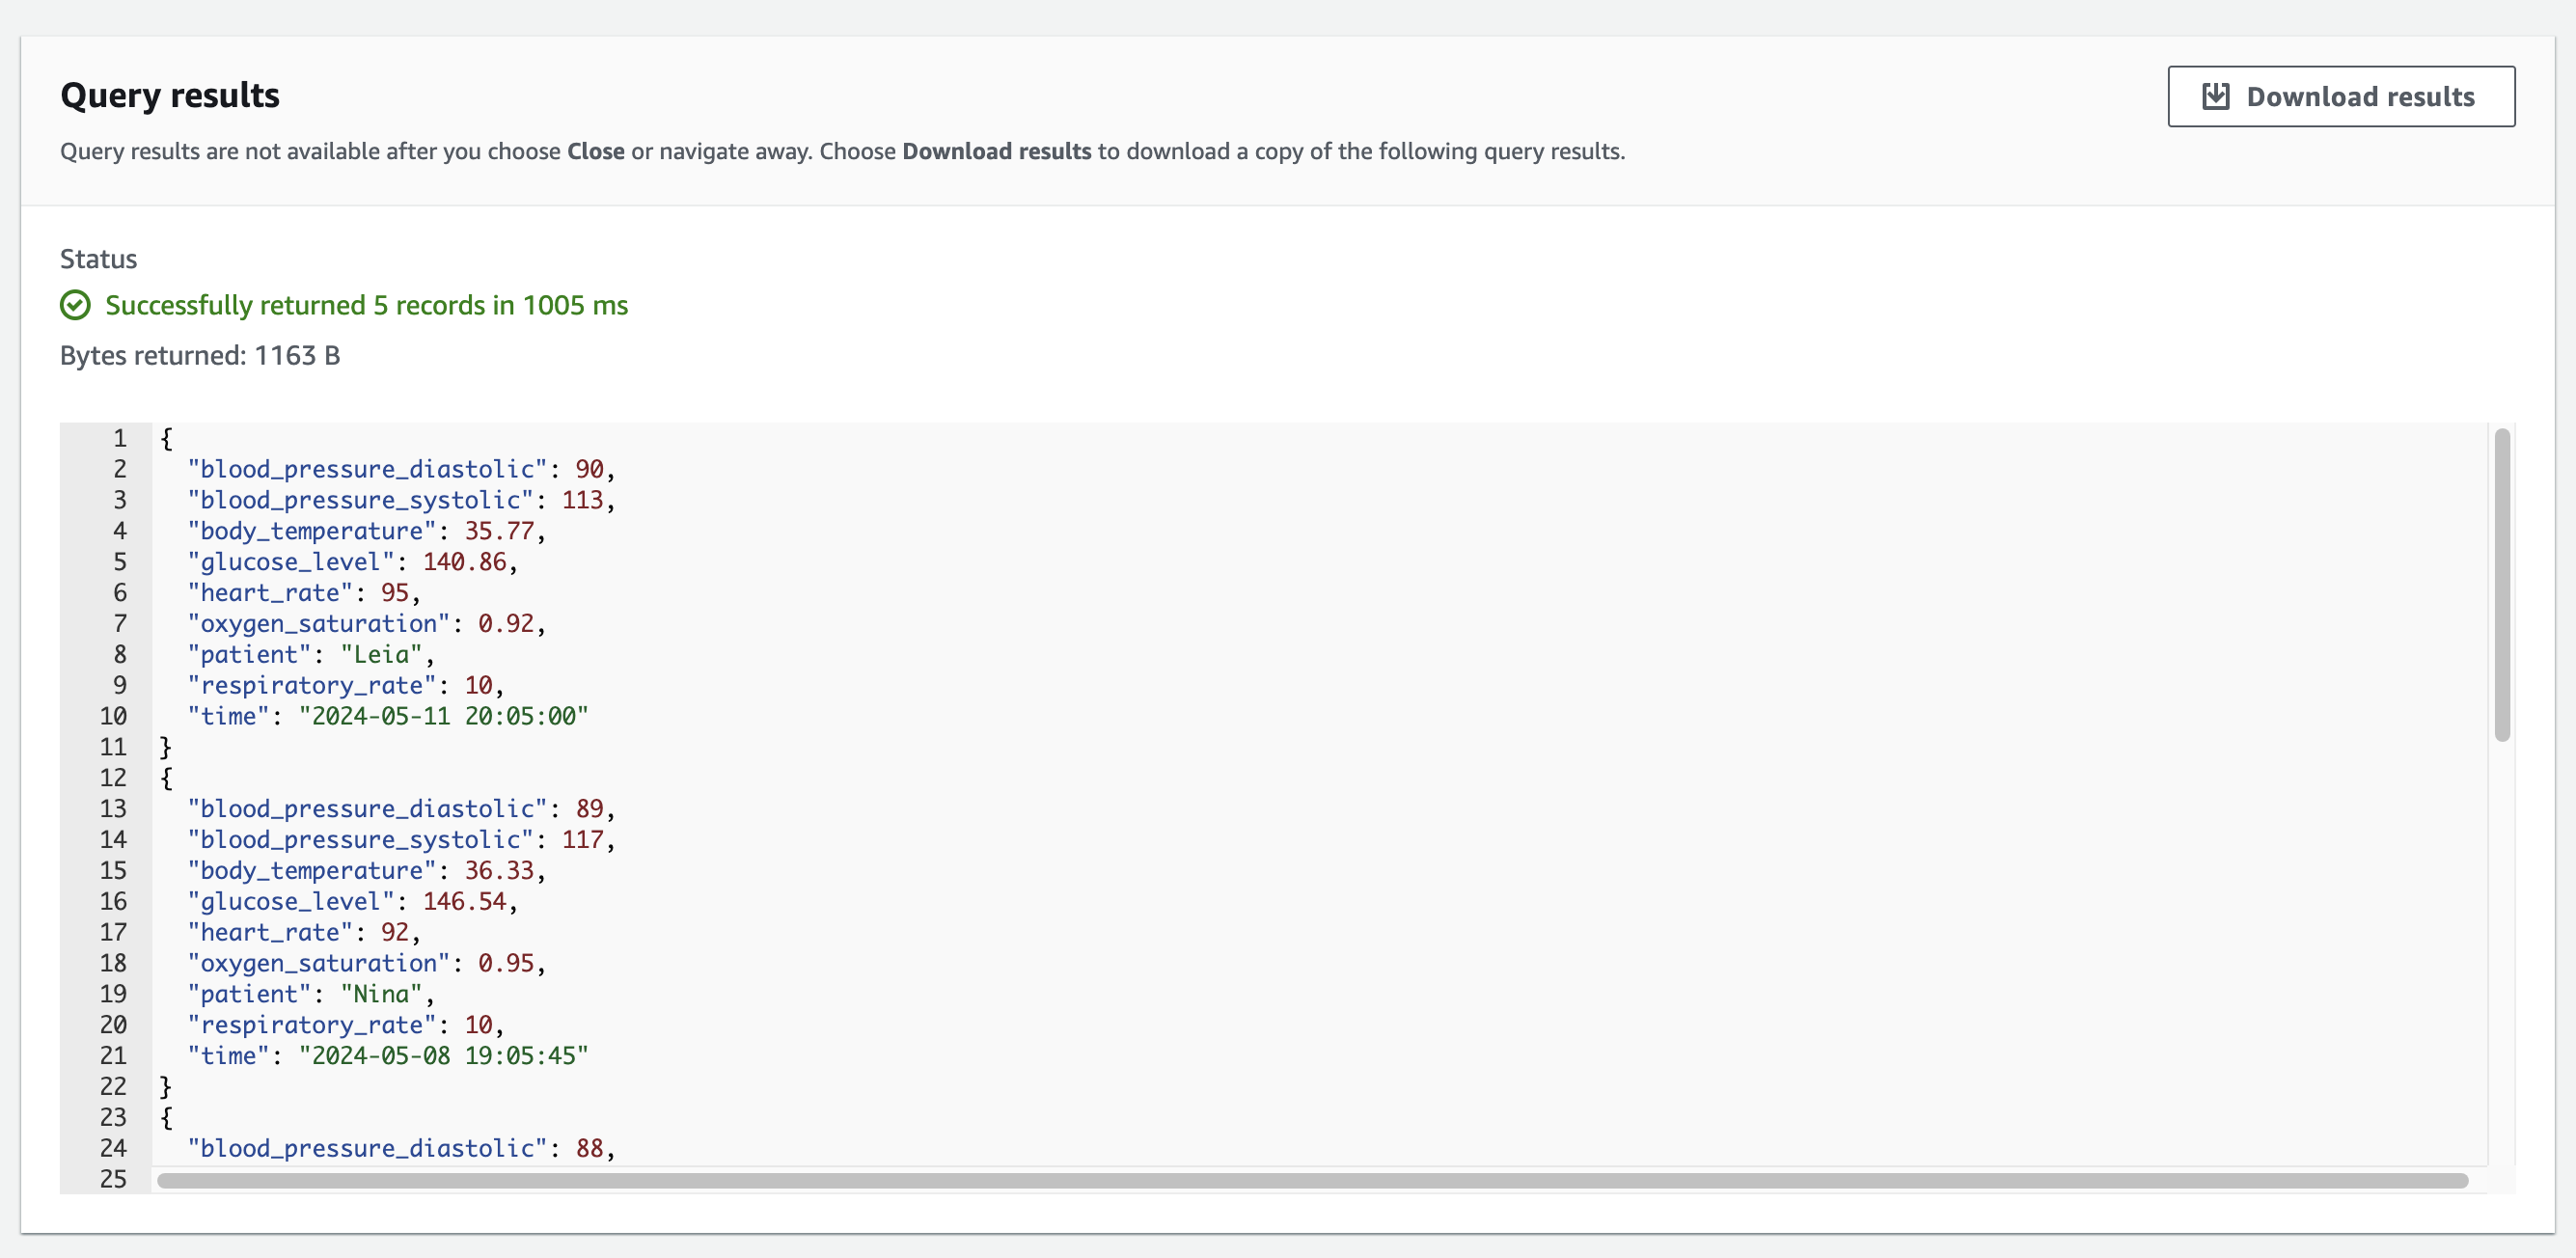 Query results
Download results
Query results are not available after you choose Close or navigate away. Choose Download results to download a copy of the following query results.
Status
Successfully returned 5 records in 1005 ms
Bytes returned: 1163 B
1 {
2 "blood_pressure_diastolic": 90,
3 "blood_pressure_systolic": 113,
4 "body_temperature": 35.77,
5 "glucose_level": 140.86,
6 "heart_rate": 95,
7 "oxygen_saturation": 0.92,
8 "patient": "Leia",
9 "respiratory_rate": 10,
10 "time": "2024-05-11 20:05:00"
11 }
12 {
13 "blood_pressure_diastolic": 89,
14 "blood_pressure_systolic": 117,
15 "body_temperature": 36.33,
16 "glucose_level": 146.54,
17 "heart_rate": 92,
18 "oxygen_saturation": 0.95,
19 "patient": "Nina",
20 "respiratory_rate": 10,
21 "time": "2024-05-08 19:05:45"
22 }
23 {
24 "blood_pressure_diastolic": 88,
25